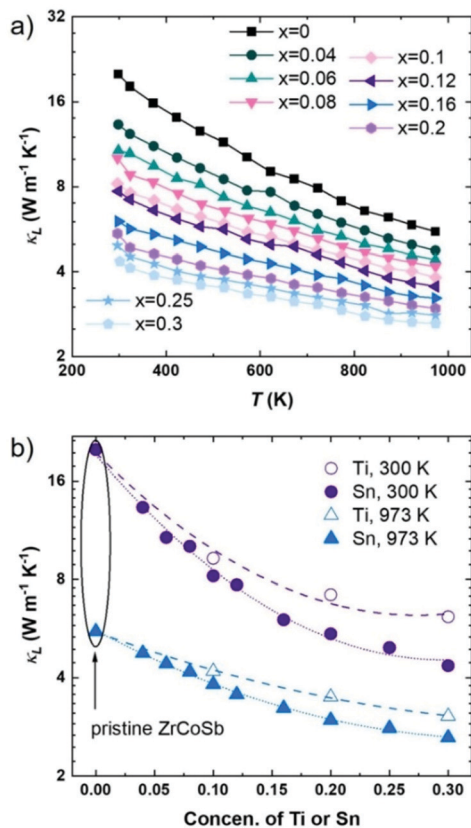 a)
32
16
8
4
2
κL (W m-1 K-1)
x=0
x=0.04
x=0.06
x=0.08
x=0.1
x=0.12
x=0.16
x=0.2
x=0.25
x=0.3
200 400 600 800 1000
T (K)
b)
16
8
4
2
κL (W m-1 K-1)
Ti, 300 K
Sn, 300 K
Ti, 973 K
Sn, 973 K
pristine ZrCoSb
0.00 0.05 0.10 0.15 0.20 0.25 0.30
Concen. of Ti or Sn